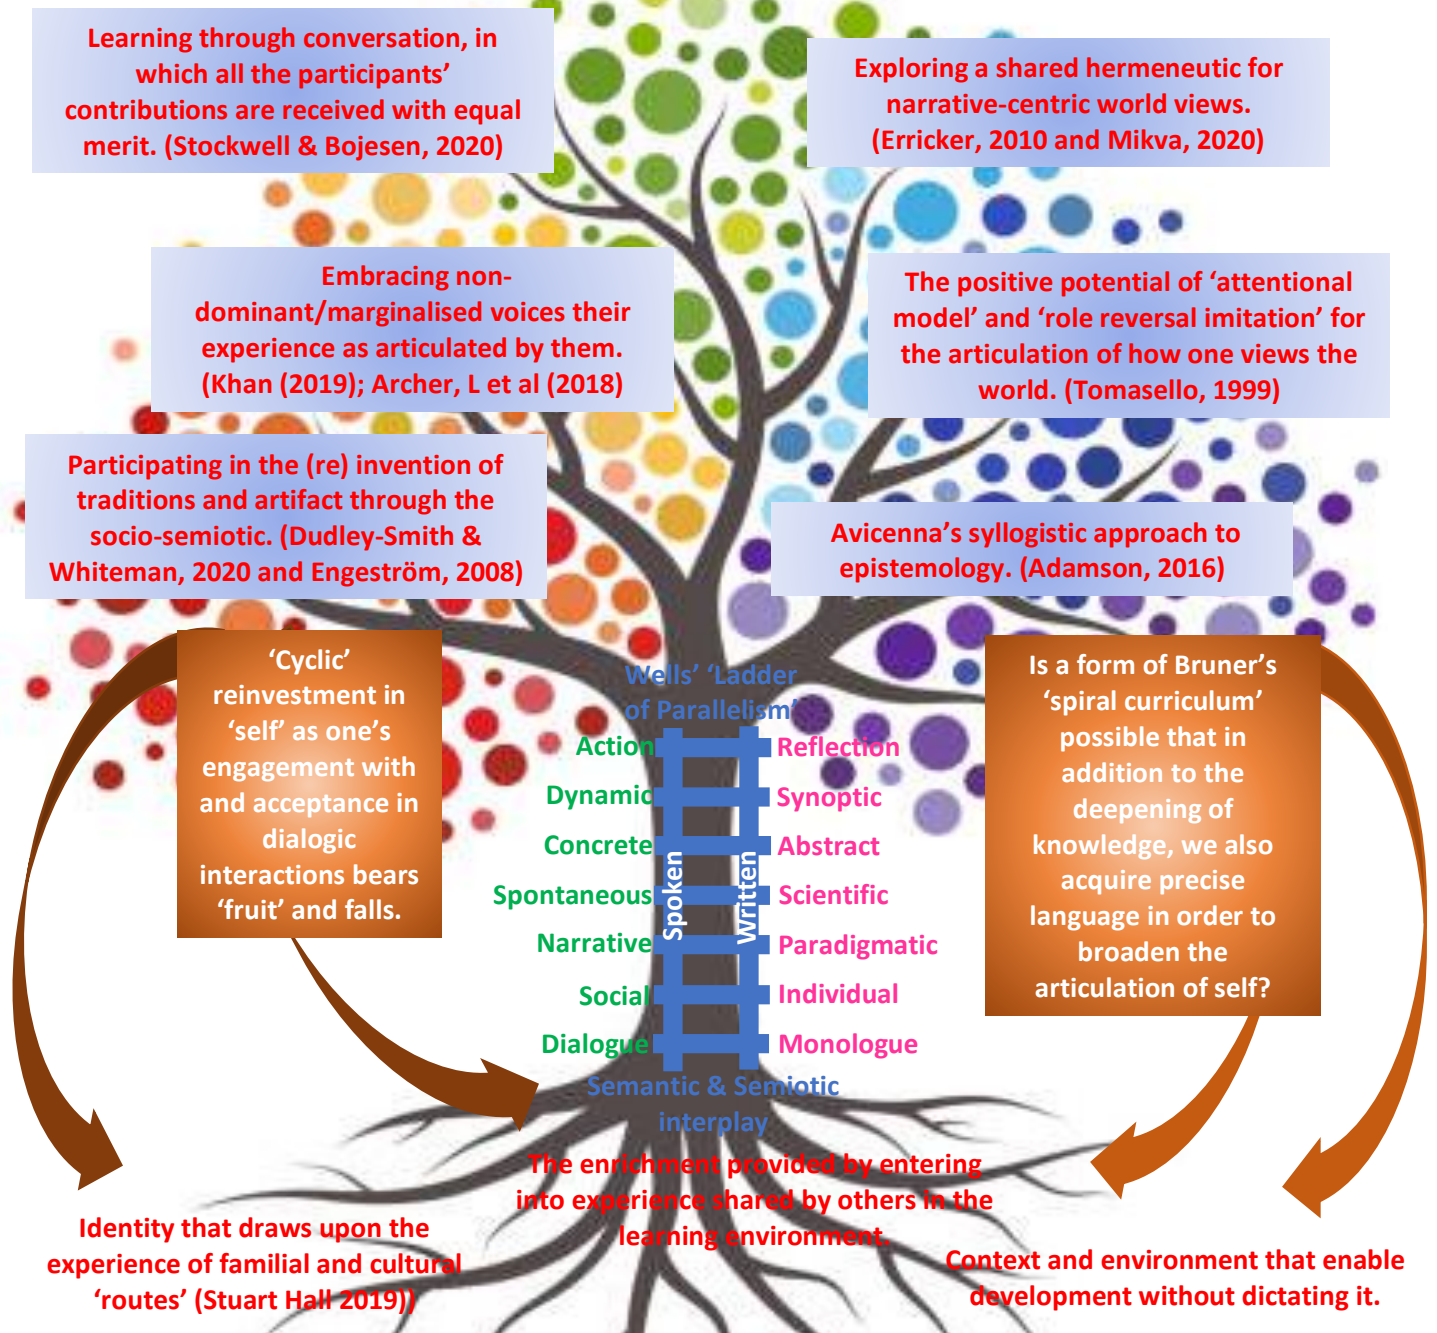 Learning through conversation, in
which all the participants’
contributions are received with equal
merit. (Stockwell & Bojesen, 2020)
Exploring a shared hermeneutic for
narrative-centric world views.
(Erricker, 2010 and Mikva, 2020)
Embracing non-
dominant/marginalised voices their
experience as articulated by them.
(Khan (2019); Archer, L et al (2018)
The positive potential of ‘attentional
model’ and ‘role reversal imitation’ for
the articulation of how one views the
world. (Tomasello, 1999)
Participating in the (re) invention of
traditions and artifact through the
socio-semiotic. (Dudley-Smith &
Whiteman, 2020 and Engeström, 2008)
Avicenna’s syllogistic approach to
epistemology. (Adamson, 2016)
‘Cyclic’
reinvestment in
‘self’ as one’s
engagement with
and acceptance in
dialogic
interactions bears
‘fruit’ and falls.
Wells’ ‘Ladder
of Parallelism’
Action
Reflection
Dynamic
Synoptic
Concrete
Abstract
Spontaneous
Scientific
Narrative
Paradigmatic
Social
Individual
Dialogue
Monologue
Spoken
Written
Semantic & Semiotic
interplay
Is a form of Bruner’s
‘spiral curriculum’
possible that in
addition to the
deepening of
knowledge, we also
acquire precise
language in order to
broaden the
articulation of self?
The enrichment provided by entering
into experience shared by others in the
learning environment.
Identity that draws upon the
experience of familial and cultural
‘routes’ (Stuart Hall 2019))
Context and environment that enable
development without dictating it.